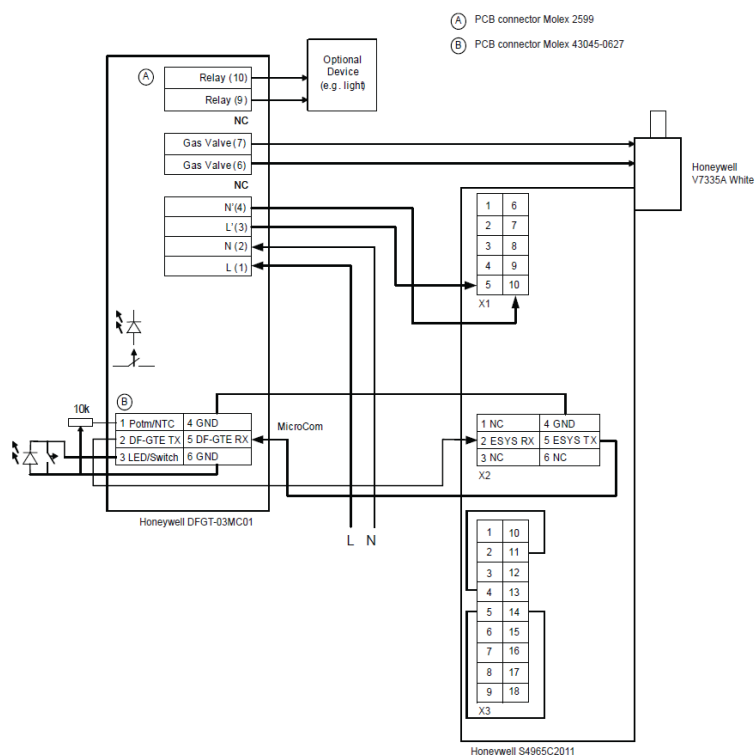 A PCB connector Molex 2599
B PCB connector Molex 43045-0627
A
Relay (10)
Relay (9)
NC
Gas Valve (7)
Gas Valve (6)
NC
N'(4)
L'(3)
N (2)
L (1)
Optional
Device
(e.g. light)
Honeywell
V7335A White
1 6
2 7
3 8
4 9
5 10
X1
B
10k
1 Potm/NTC 4 GND
2 DF-GTE TX 5 DF-GTE RX
3 LED/Switch 6 GND
MicroCom
Honeywell DFGT-03MC01
L N
1 NC 4 GND
2 ESYS RX 5 ESYS TX
3 NC 6 NC
X2
1 10
2 11
3 12
4 13
5 14
6 15
7 16
8 17
9 18
X3
Honeywell S4965C2011